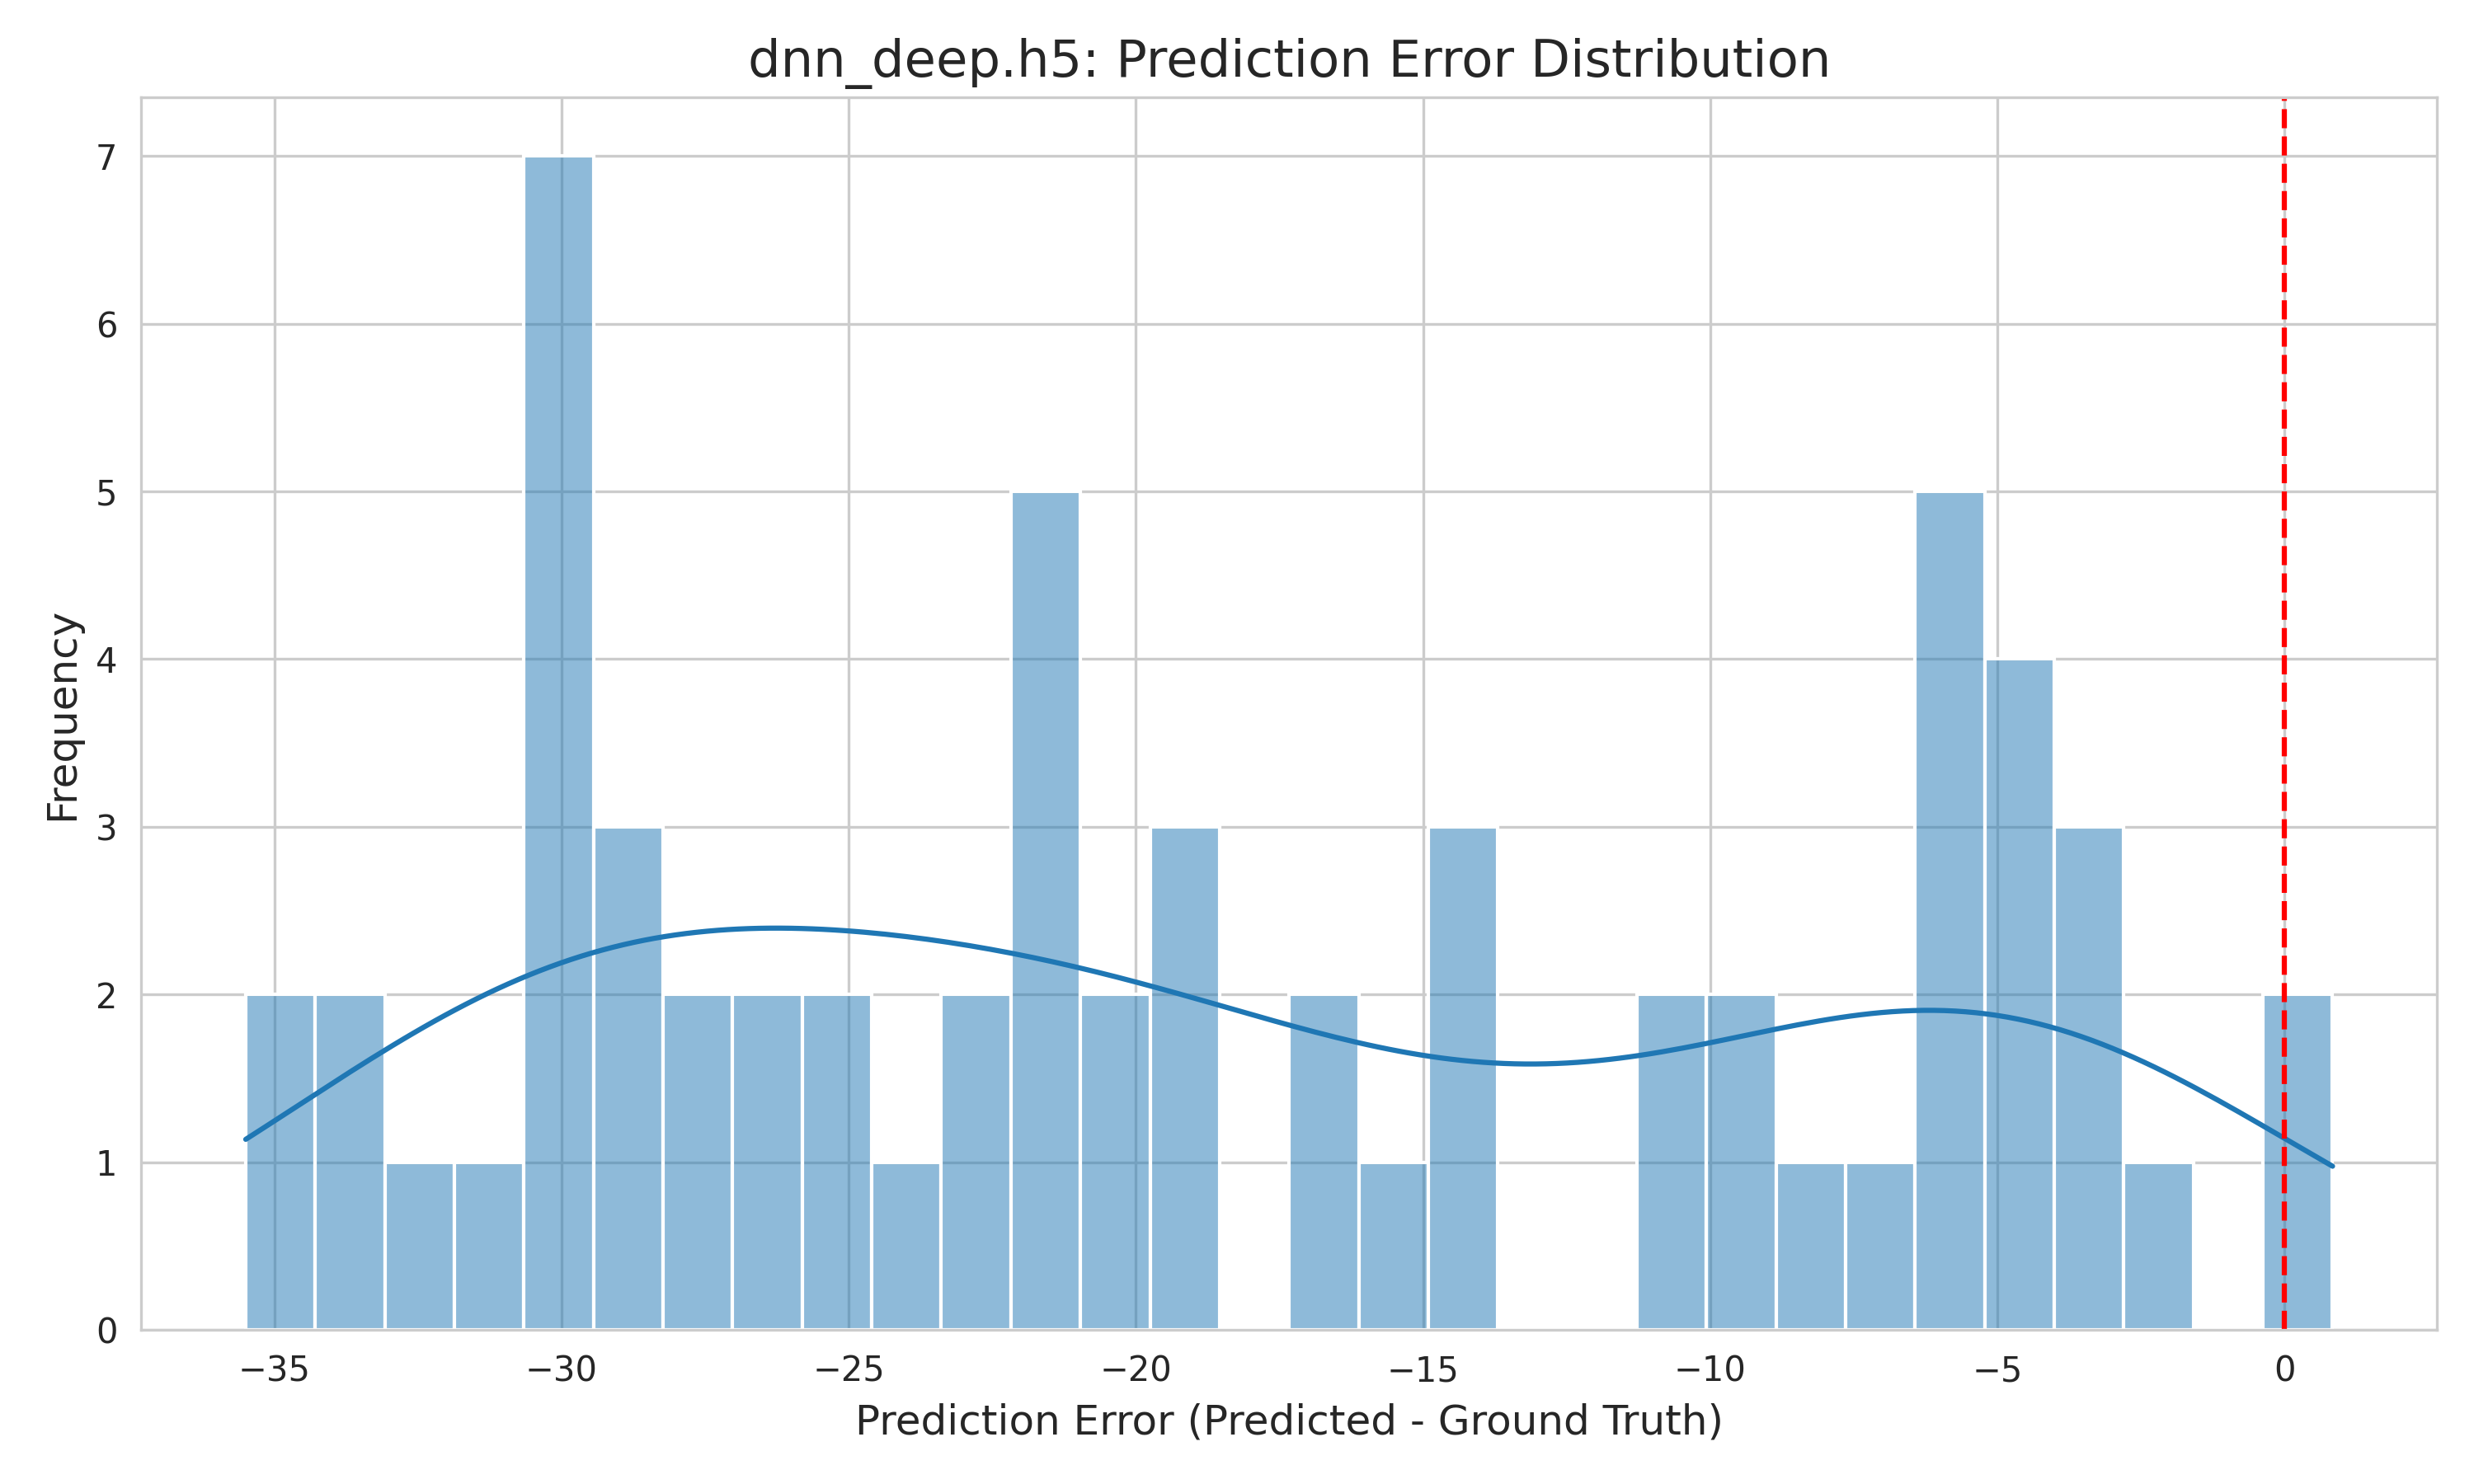 dnn_deep.h5: Prediction Error Distribution
Frequency
7
6
5
4
3
2
1
0
−35 −30 −25 −20 −15 −10 −5 0
Prediction Error (Predicted - Ground Truth)